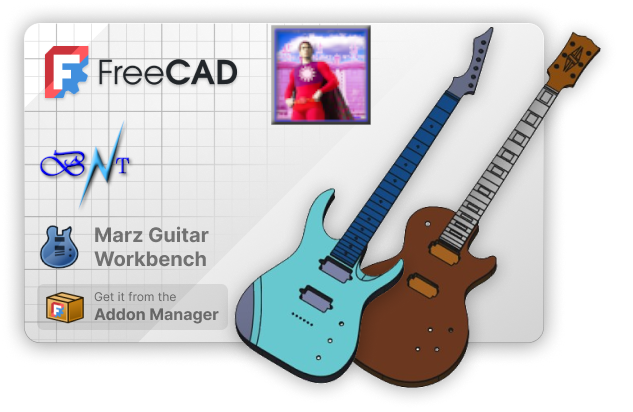 FreeCAD
BNT
Marz Guitar
Workbench
Get it from the
Addon Manager